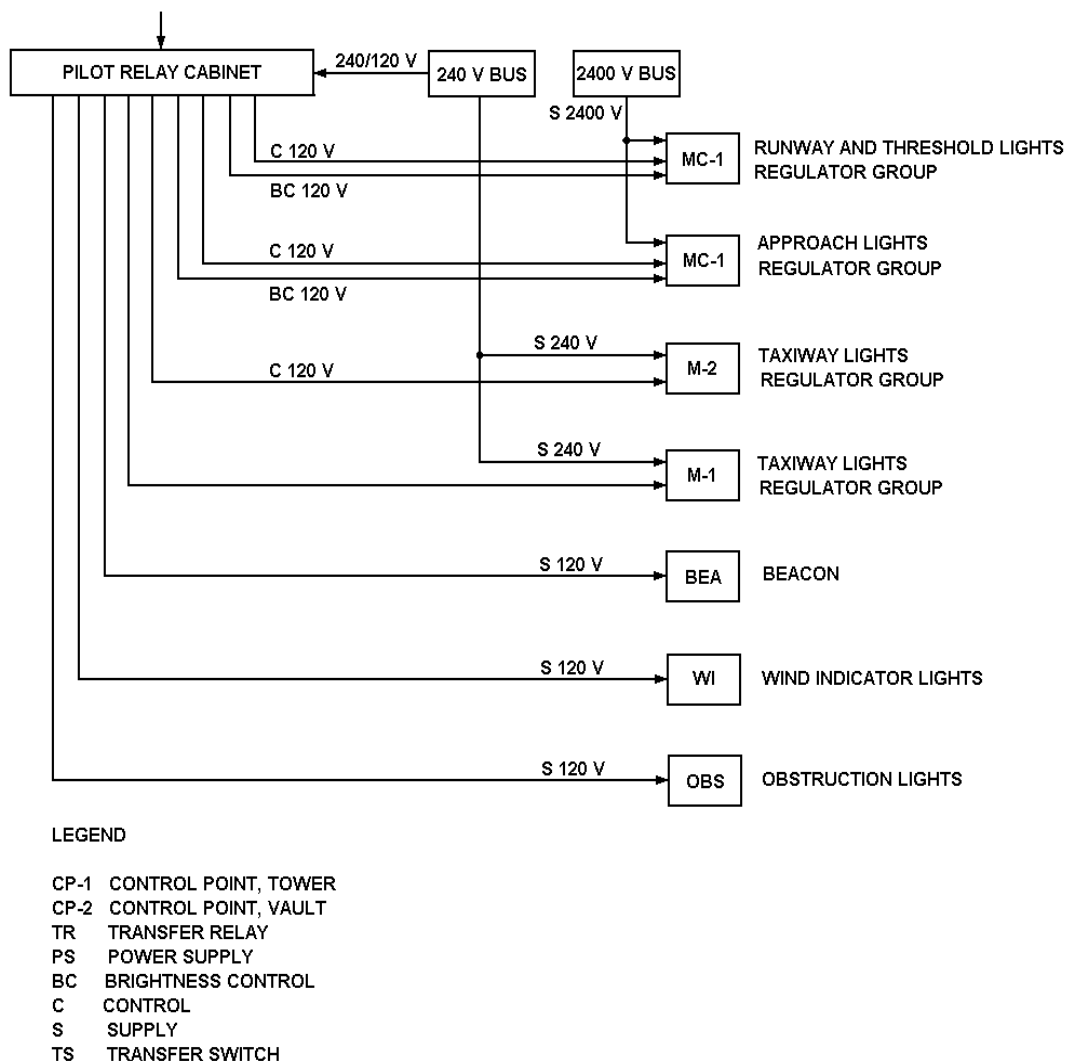 PILOT RELAY CABINET
240/120 V
240 V BUS
2400 V BUS
S 2400 V
C 120 V
MC-1
RUNWAY AND THRESHOLD LIGHTS
REGULATOR GROUP
BC 120 V
C 120 V
MC-1
APPROACH LIGHTS
REGULATOR GROUP
BC 120 V
S 240 V
C 120 V
M-2
TAXIWAY LIGHTS
REGULATOR GROUP
S 240 V
M-1
TAXIWAY LIGHTS
REGULATOR GROUP
S 120 V
BEA
BEACON
S 120 V
WI
WIND INDICATOR LIGHTS
S 120 V
OBS
OBSTRUCTION LIGHTS
LEGEND
CP-1 CONTROL POINT, TOWER
CP-2 CONTROL POINT, VAULT
TR TRANSFER RELAY
PS POWER SUPPLY
BC BRIGHTNESS CONTROL
C CONTROL
S SUPPLY
TS TRANSFER SWITCH